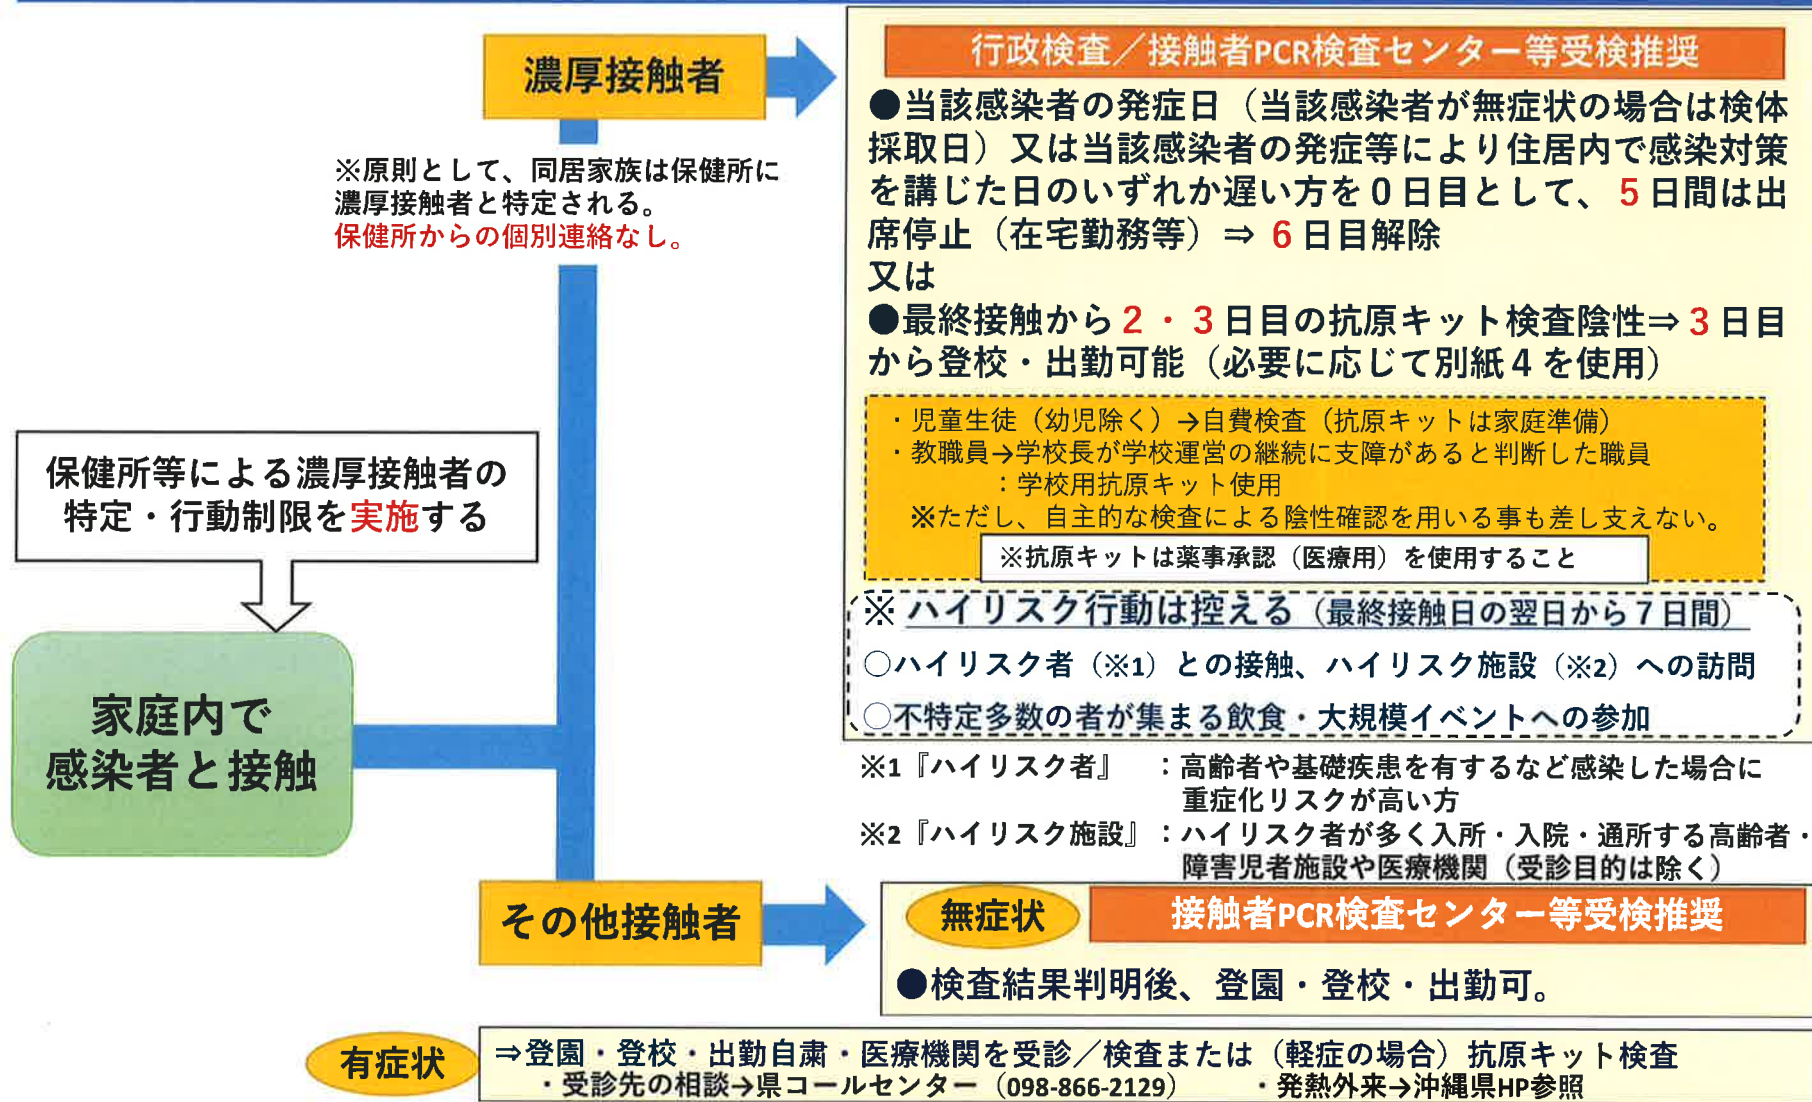 濃厚接触者
※原則として、同居家族は保健所に
濃厚接触者と特定される。
保健所からの個別連絡なし。
保健所等による濃厚接触者の
特定・行動制限を実施する
家庭内で
感染者と接触
行政検査／接触者PCR検査センター等受検推奨
●当該感染者の発症日（当該感染者が無症状の場合は検体
採取日）又は当該感染者の発症等により住居内で感染対策
を講じた日のいずれか遅い方を０日目として、５日間は出
席停止（在宅勤務等）⇒ ６日目解除
又は
●最終接触から２・３日目の抗原キット検査陰性⇒３日目
から登校・出勤可能（必要に応じて別紙４を使用）
・児童生徒（幼児除く）→自費検査（抗原キットは家庭準備）
・教職員→学校長が学校運営の継続に支障があると判断した職員
：学校用抗原キット使用
※ただし、自主的な検査による陰性確認を用いる事も差し支えない。
※抗原キットは薬事承認（医療用）を使用すること
※ ハイリスク行動は控える（最終接触日の翌日から７日間）
○ハイリスク者（※1）との接触、ハイリスク施設（※2）への訪問
○不特定多数の者が集まる飲食・大規模イベントへの参加
※1『ハイリスク者』 ：高齢者や基礎疾患を有するなど感染した場合に
重症化リスクが高い方
※2『ハイリスク施設』：ハイリスク者が多く入所・入院・通所する高齢者・
障害児者施設や医療機関（受診目的は除く）
その他接触者
無症状
接触者PCR検査センター等受検推奨
●検査結果判明後、登園・登校・出勤可。
有症状
⇒登園・登校・出勤自粛・医療機関を受診／検査または（軽症の場合）抗原キット検査
・受診先の相談→県コールセンター（098-866-2129） ・発熱外来→沖縄県HP参照